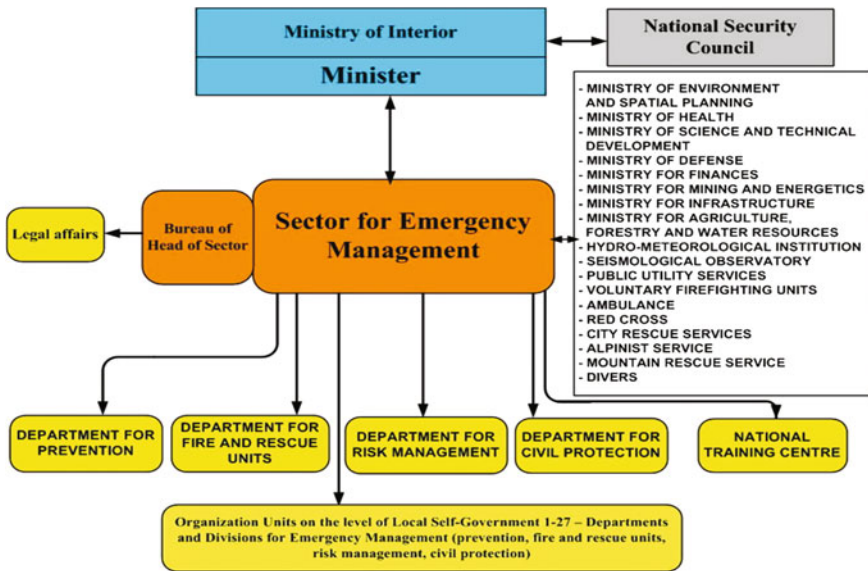 Ministry of Interior
Minister
National Security
Council
- MINISTRY OF ENVIRONMENT
AND SPATIAL PLANNING
- MINISTRY OF HEALTH
- MINISTRY OF SCIENCE AND TECHNICAL
DEVELOPMENT
- MINISTRY OF DEFENSE
- MINISTRY FOR FINANCES
- MINISTRY FOR MINING AND ENERGETICS
- MINISTRY FOR INFRASTRUCTURE
- MINISTRY FOR AGRICULTURE,
FORESTRY AND WATER RESOURCES
- HYDRO-METEOROLOGICAL INSTITUTION
- SEISMOLOGICAL OBSERVATORY
- PUBLIC UTILITY SERVICES
- VOLUNTARY FIREFIGHTING UNITS
- AMBULANCE
- RED CROSS
- CITY RESCUE SERVICES
- ALPINIST SERVICE
- MOUNTAIN RESCUE SERVICE
- DIVERS
Legal affairs
Bureau of
Head of Sector
Sector for Emergency
Management
DEPARTMENT FOR
PREVENTION
DEPARTMENT FOR
FIRE AND RESCUE
UNITS
DEPARTMENT FOR
RISK MANAGEMENT
DEPARTMENT FOR
CIVIL PROTECTION
NATIONAL
TRAINING CENTRE
Organization Units on the level of Local Self-Government 1-27 – Departments
and Divisions for Emergency Management (prevention, fire and rescue units,
risk management, civil protection)